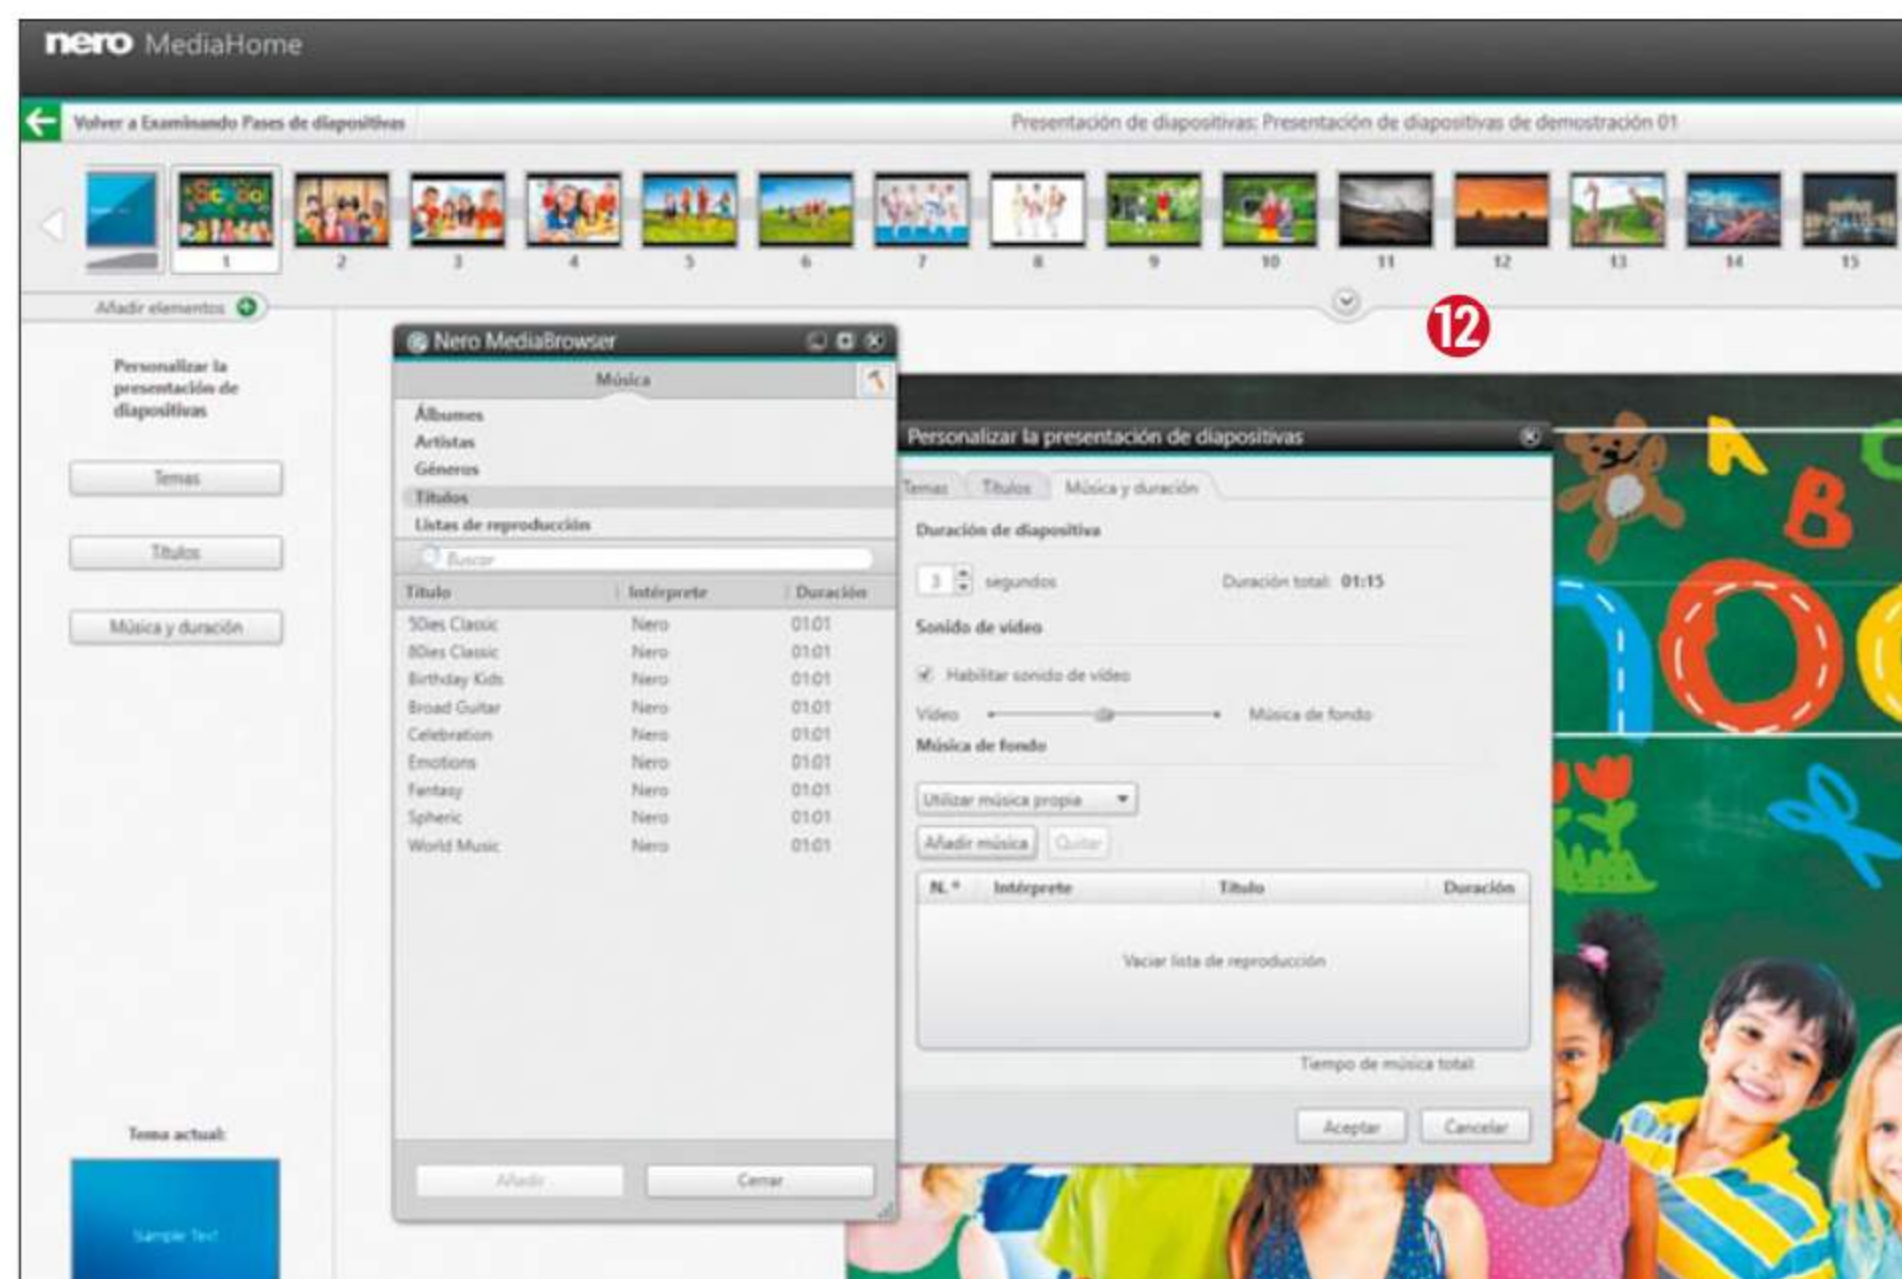 nero MediaHome
Volver a Examinando Pases de diapositivas
Presentación de diapositivas: Presentación de diapositivas de demostración 01
1 2 3 4 5 6 7 8 9 10 11 12 13 14 15
Añadir elementos
12
Personalizar la
presentación de
diapositivas
Temas
Títulos
Música y duración
Tema actual:
Sample Text
Nero MediaBrowser
Música
Álbumes
Artistas
Géneros
Títulos
Listas de reproducción
Buscar
Título Intérprete Duración
50ies Classic Nero 01:01
80ies Classic Nero 01:01
Birthday Kids Nero 01:01
Broad Guitar Nero 01:01
Celebration Nero 01:01
Emotions Nero 01:01
Fantasy Nero 01:01
Spheric Nero 01:01
World Music Nero 01:01
Añadir Cerrar
Personalizar la presentación de diapositivas
Temas Títulos Música y duración
Duración de diapositiva
3 segundos Duración total: 01:15
Sonido de vídeo
Habilitar sonido de vídeo
Vídeo Música de fondo
Música de fondo
Utilizar música propia
Añadir música Quitar
N.º Intérprete Título Duración
Vaciar lista de reproducción
Tiempo de música total:
Aceptar Cancelar
A B C